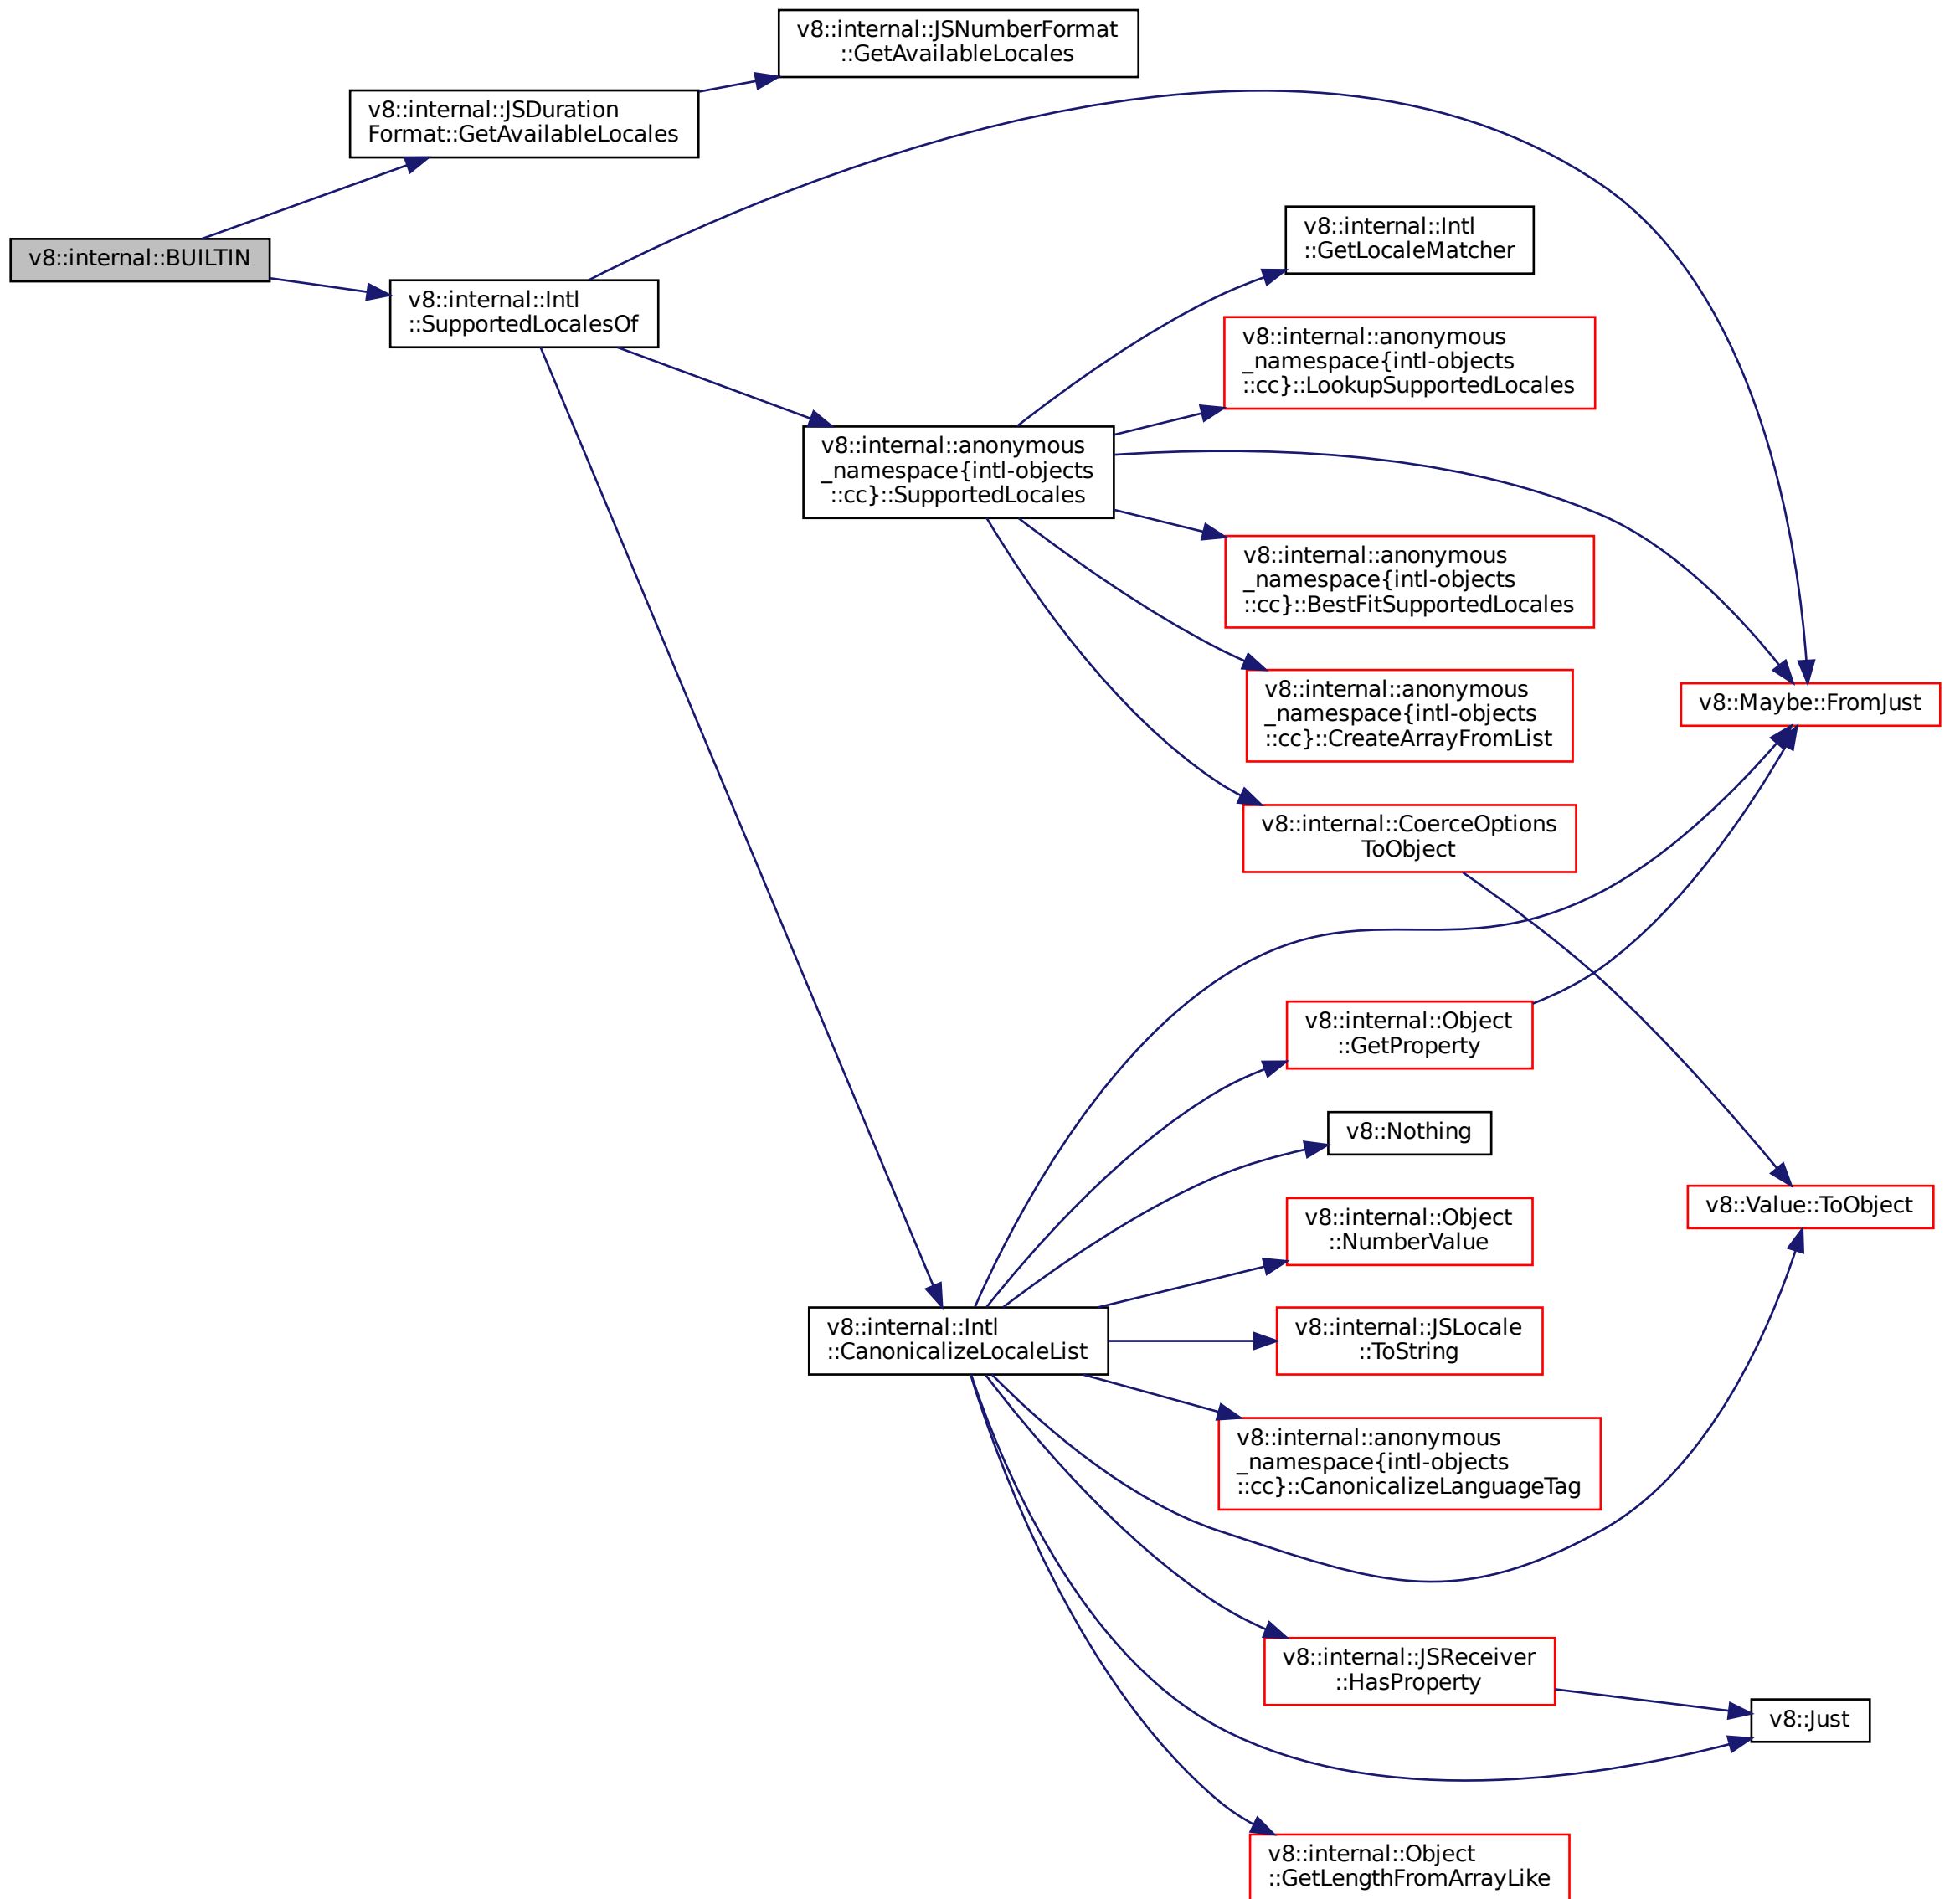 v8::internal::JSNumberFormat
::GetAvailableLocales
v8::internal::JSDuration
Format::GetAvailableLocales
v8::internal::BUILTIN
v8::internal::Intl
::SupportedLocalesOf
v8::internal::Intl
::GetLocaleMatcher
v8::internal::anonymous
_namespace{intl-objects
::cc}::LookupSupportedLocales
v8::internal::anonymous
_namespace{intl-objects
::cc}::SupportedLocales
v8::internal::anonymous
_namespace{intl-objects
::cc}::BestFitSupportedLocales
v8::internal::anonymous
_namespace{intl-objects
::cc}::CreateArrayFromList
v8::Maybe::FromJust
v8::internal::CoerceOptions
ToObject
v8::internal::Object
::GetProperty
v8::Nothing
v8::Value::ToObject
v8::internal::Object
::NumberValue
v8::internal::Intl
::CanonicalizeLocaleList
v8::internal::JSLocale
::ToString
v8::internal::anonymous
_namespace{intl-objects
::cc}::CanonicalizeLanguageTag
v8::internal::JSReceiver
::HasProperty
v8::Just
v8::internal::Object
::GetLengthFromArrayLike